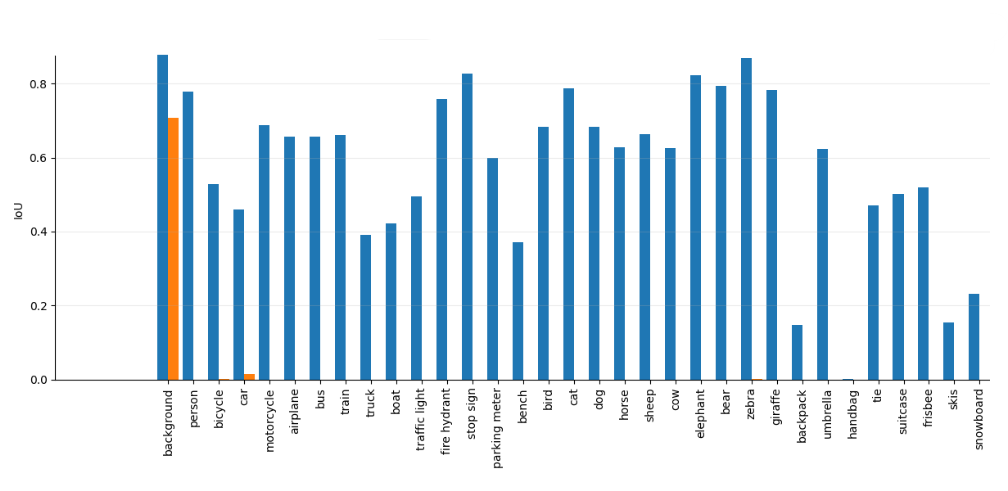 0.8
0.6
IoU
0.4
0.2
0.0
background
person
bicycle
car
motorcycle
airplane
bus
train
truck
boat
traffic light
fire hydrant
stop sign
parking meter
bench
bird
cat
dog
horse
sheep
cow
elephant
bear
zebra
giraffe
backpack
umbrella
handbag
tie
suitcase
frisbee
skis
snowboard